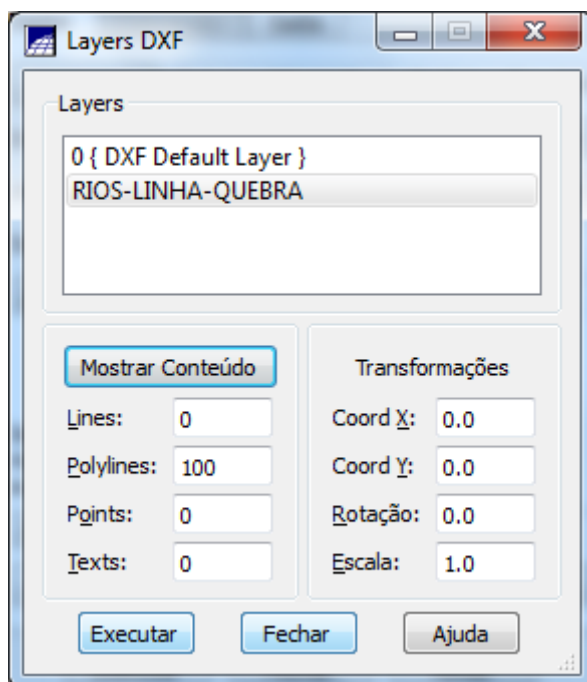 Layers DXF
Layers
0 { DXF Default Layer }
RIOS-LINHA-QUEBRA
Mostrar Conteúdo
Lines: 0
Polylines: 100
Points: 0
Texts: 0
Transformações
Coord X: 0.0
Coord Y: 0.0
Rotação: 0.0
Escala: 1.0
Executar Fechar Ajuda